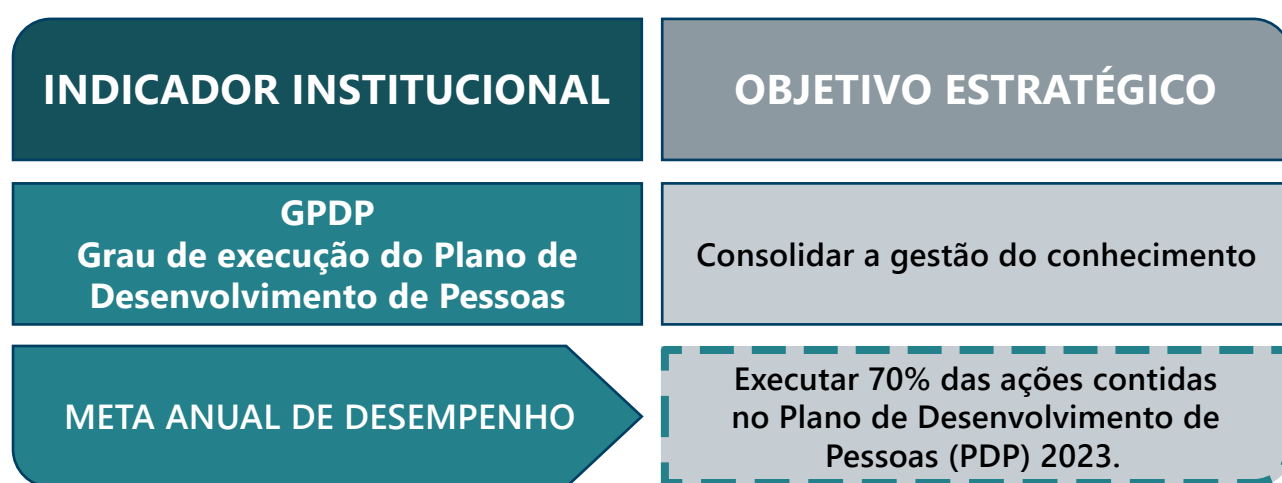 INDICADOR INSTITUCIONAL
OBJETIVO ESTRATÉGICO
GPDP
Grau de execução do Plano de
Desenvolvimento de Pessoas
Consolidar a gestão do conhecimento
META ANUAL DE DESEMPENHO
Executar 70% das ações contidas
no Plano de Desenvolvimento de
Pessoas (PDP) 2023.